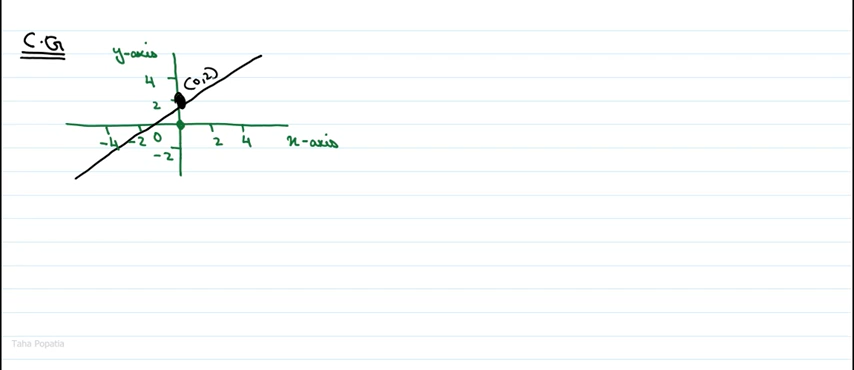 C.G
y-axis
4
(0,2)
2
-4 -2 0 2 4 x-axis
-2
Taha Popatia